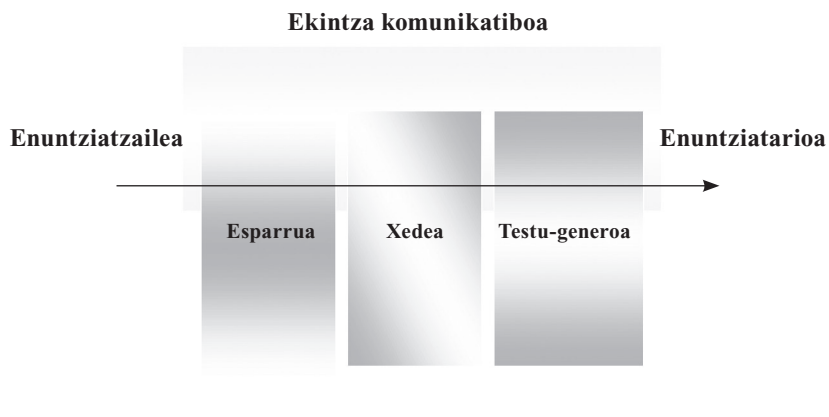 Ekintza komunikatiboa
Enuntziatzailea
Enuntziatarioa
Esparrua
Xedea
Testu-generoa